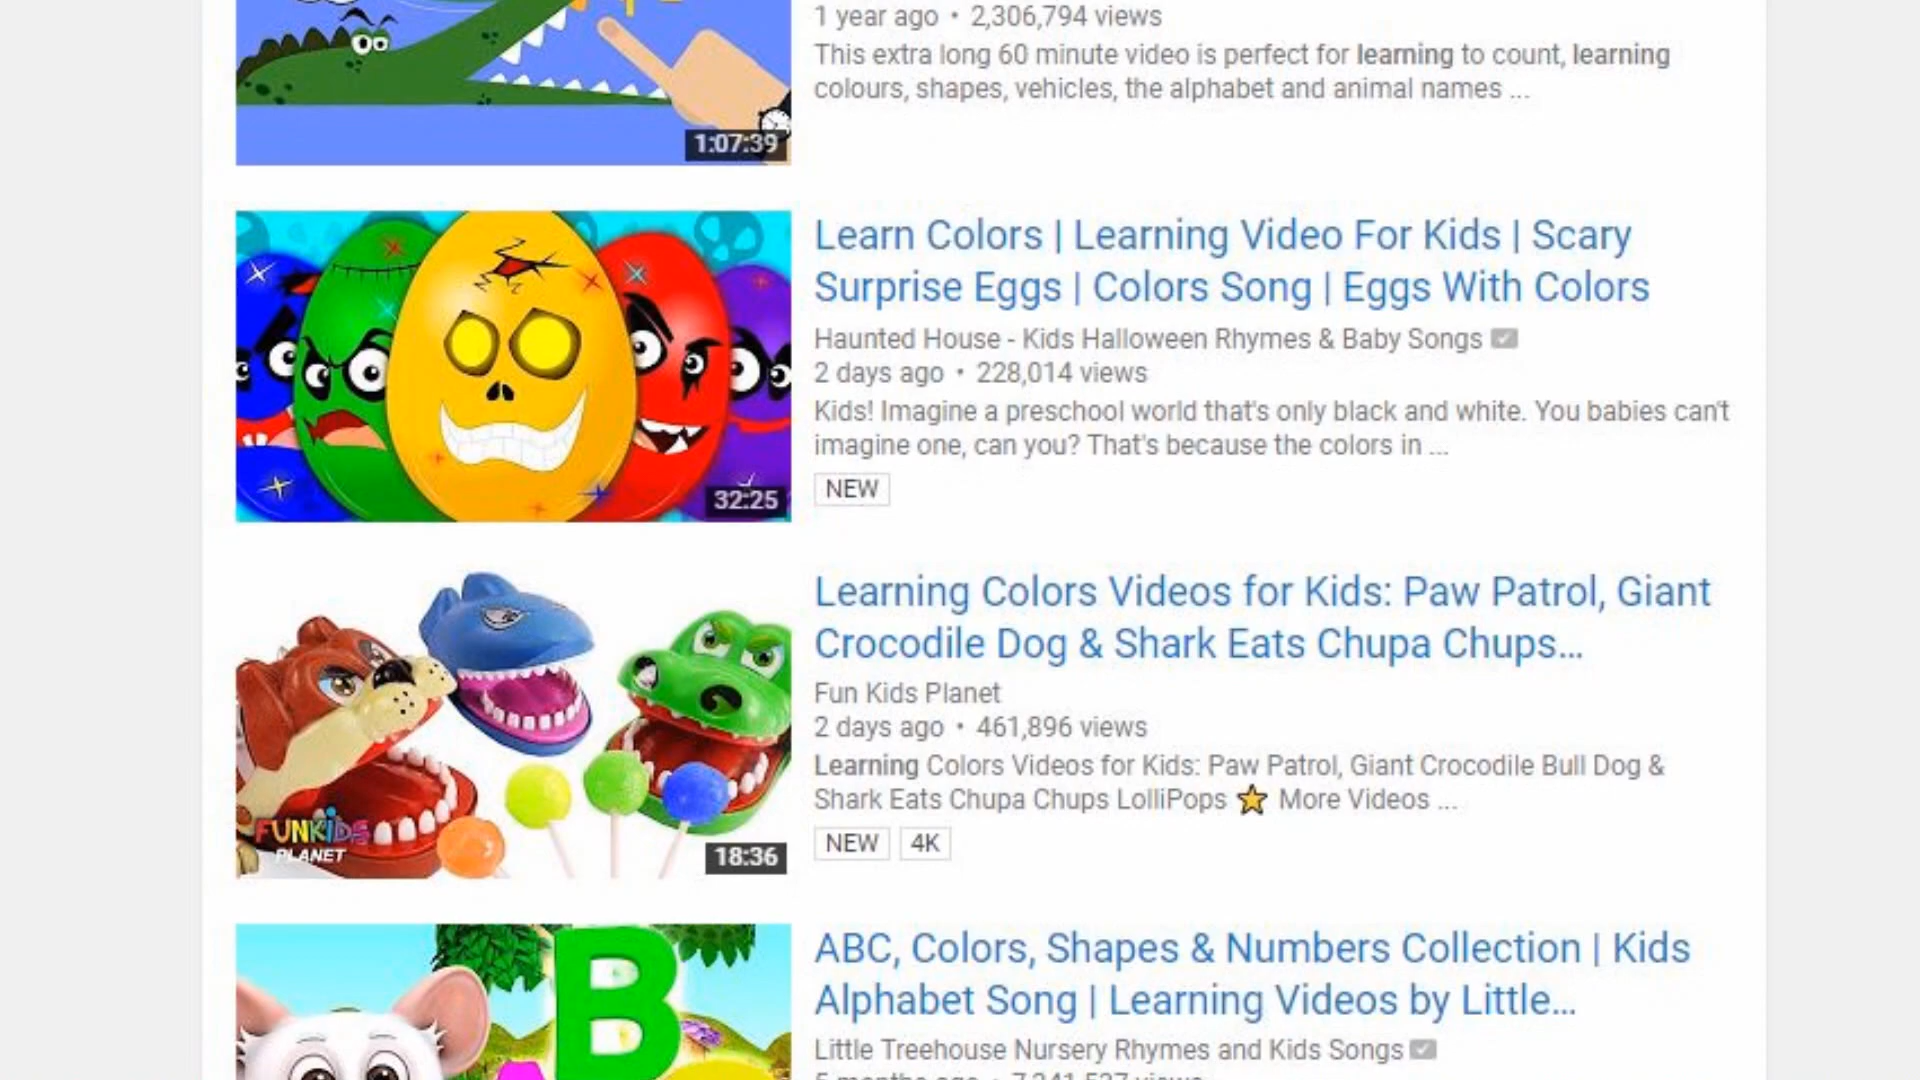 1 year ago • 2,306,794 views
This extra long 60 minute video is perfect for learning to count, learning
colours, shapes, vehicles, the alphabet and animal names ...
1:07:39
Learn Colors | Learning Video For Kids | Scary
Surprise Eggs | Colors Song | Eggs With Colors
Haunted House - Kids Halloween Rhymes & Baby Songs
2 days ago • 228,014 views
Kids! Imagine a preschool world that's only black and white. You babies can't
imagine one, can you? That's because the colors in ...
NEW
32:25
Learning Colors Videos for Kids: Paw Patrol, Giant
Crocodile Dog & Shark Eats Chupa Chups...
Fun Kids Planet
2 days ago • 461,896 views
Learning Colors Videos for Kids: Paw Patrol, Giant Crocodile Bull Dog &
Shark Eats Chupa Chups LolliPops ⭐ More Videos ...
NEW 4K
FUNKiDS
PLANET
18:36
B
ABC, Colors, Shapes & Numbers Collection | Kids
Alphabet Song | Learning Videos by Little...
Little Treehouse Nursery Rhymes and Kids Songs
months ago • views